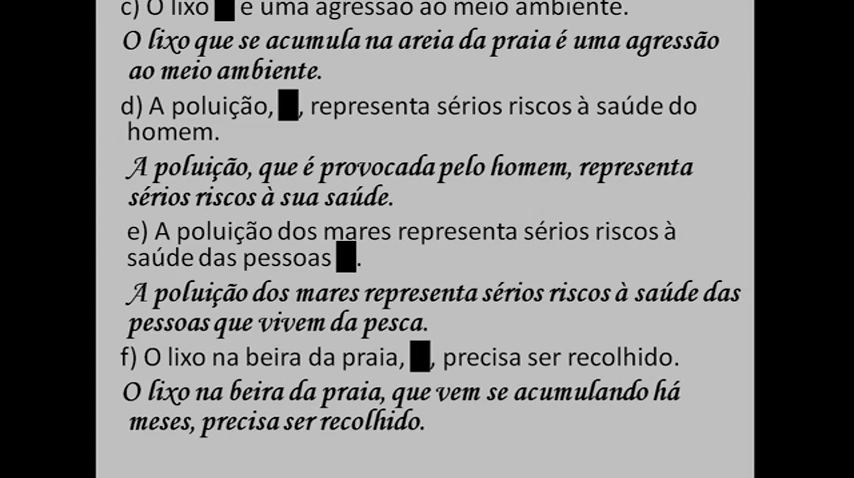 c) O lixo █ é uma agressão ao meio ambiente.
O lixo que se acumula na areia da praia é uma agressão
ao meio ambiente.
d) A poluição, █, representa sérios riscos à saúde do
homem.
A poluição, que é provocada pelo homem, representa
sérios riscos à sua saúde.
e) A poluição dos mares representa sérios riscos à
saúde das pessoas █.
A poluição dos mares representa sérios riscos à saúde das
pessoas que vivem da pesca.
f) O lixo na beira da praia, █, precisa ser recolhido.
O lixo na beira da praia, que vem se acumulando há
meses, precisa ser recolhido.